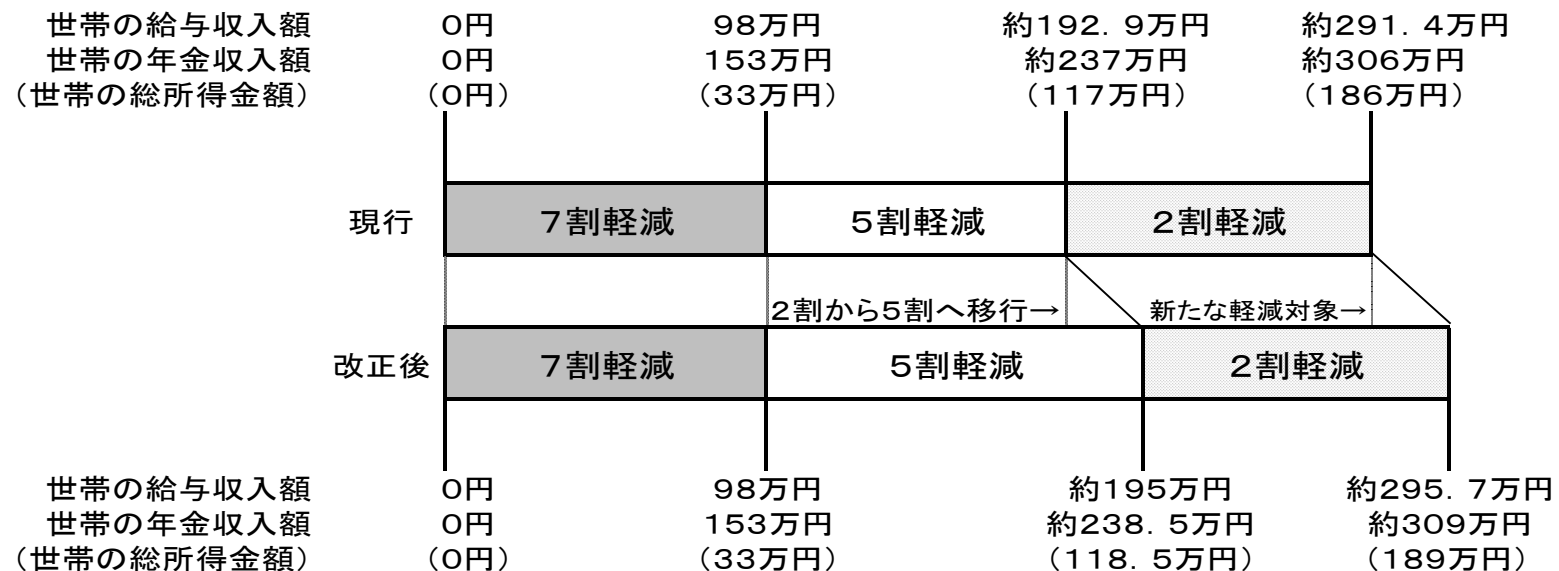 世帯の給与収入額 0円 98万円 約192.9万円 約291.4万円
世帯の年金収入額 0円 153万円 約237万円 約306万円
(世帯の総所得金額) (0円) (33万円) (117万円) (186万円)
現行 7割軽減 5割軽減 2割軽減
2割から5割へ移行→ 新たな軽減対象→
改正後 7割軽減 5割軽減 2割軽減
世帯の給与収入額 0円 98万円 約195万円 約295.7万円
世帯の年金収入額 0円 153万円 約238.5万円 約309万円
(世帯の総所得金額) (0円) (33万円) (118.5万円) (189万円)